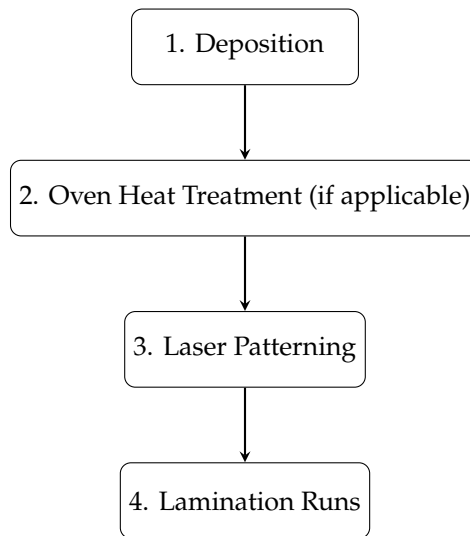 1. Deposition
2. Oven Heat Treatment (if applicable)
3. Laser Patterning
4. Lamination Runs